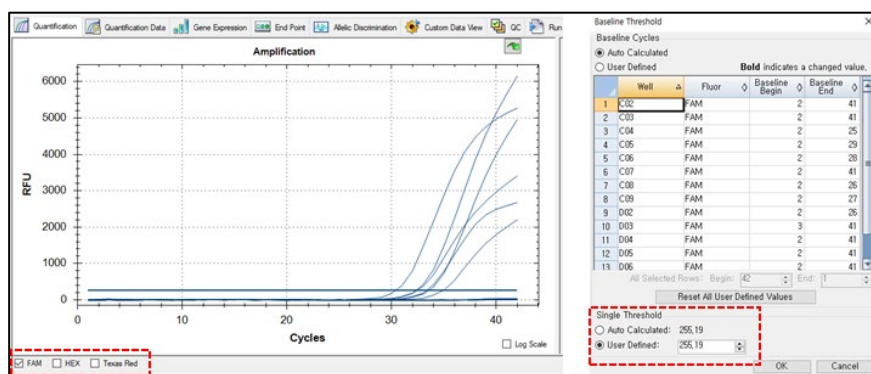 Quantification Quantification Data Gene Expression End Point Allelic Discrimination Custom Data View QC Run
Amplification
6000
5000
4000
3000
2000
1000
0
RFU
0 10 20 30 40
Cycles
Log Scale
FAM HEX Texas Red
Baseline Threshold
Baseline Cycles
Auto Calculated
User Defined Bold indicates a changed value.
Well Fluor Baseline Begin Baseline End
1 C02 FAM 2 41
2 C03 FAM 2 41
3 C04 FAM 2 25
4 C05 FAM 2 29
5 C06 FAM 2 28
6 C07 FAM 2 41
7 C08 FAM 2 26
8 C09 FAM 2 27
9 D02 FAM 2 26
10 D03 FAM 3 41
11 D04 FAM 2 41
12 D05 FAM 2 41
13 D06 FAM 2 41
All Selected Rows: Begin: 42 End: 1
Reset All User Defined Values
Single Threshold
Auto Calculated: 255,19
User Defined: 255,19
OK Cancel